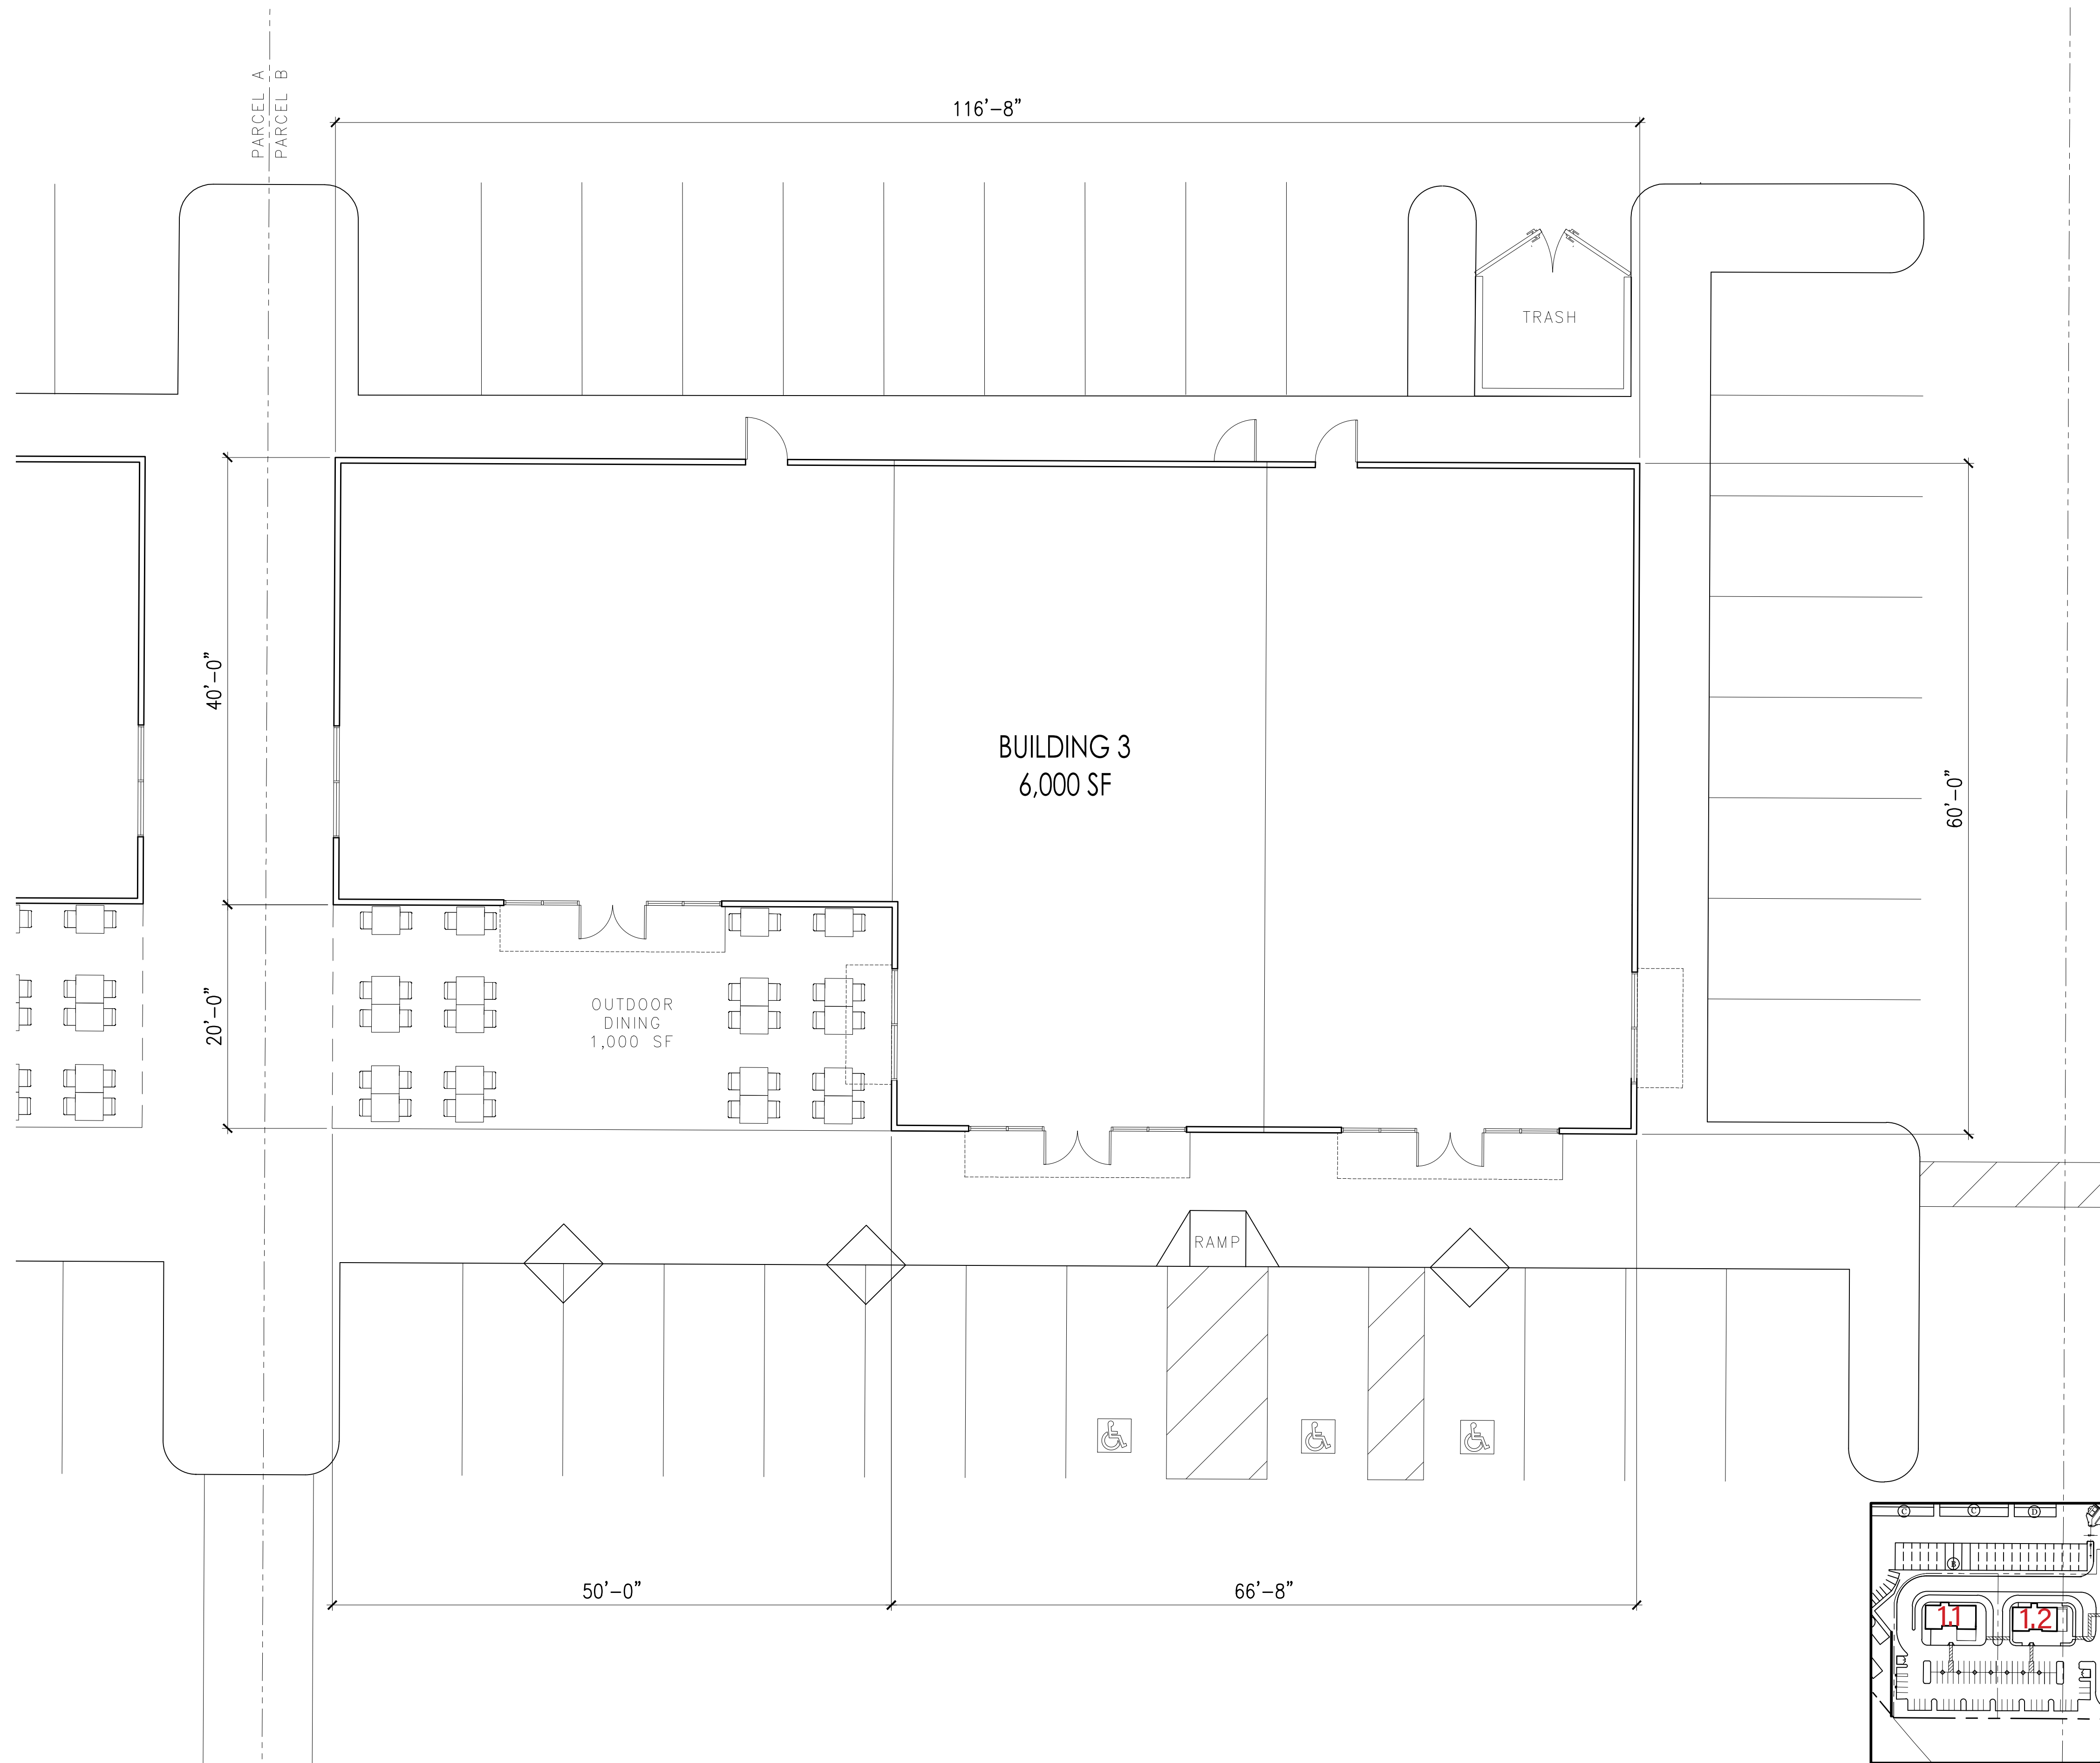 PARCEL A
PARCEL B
116'-8"
TRASH
40'-0"
BUILDING 3
6,000 SF
60'-0"
20'-0"
OUTDOOR
DINING
1,000 SF
RAMP
50'-0"
66'-8"
C
C
D
B
1.1
1.2